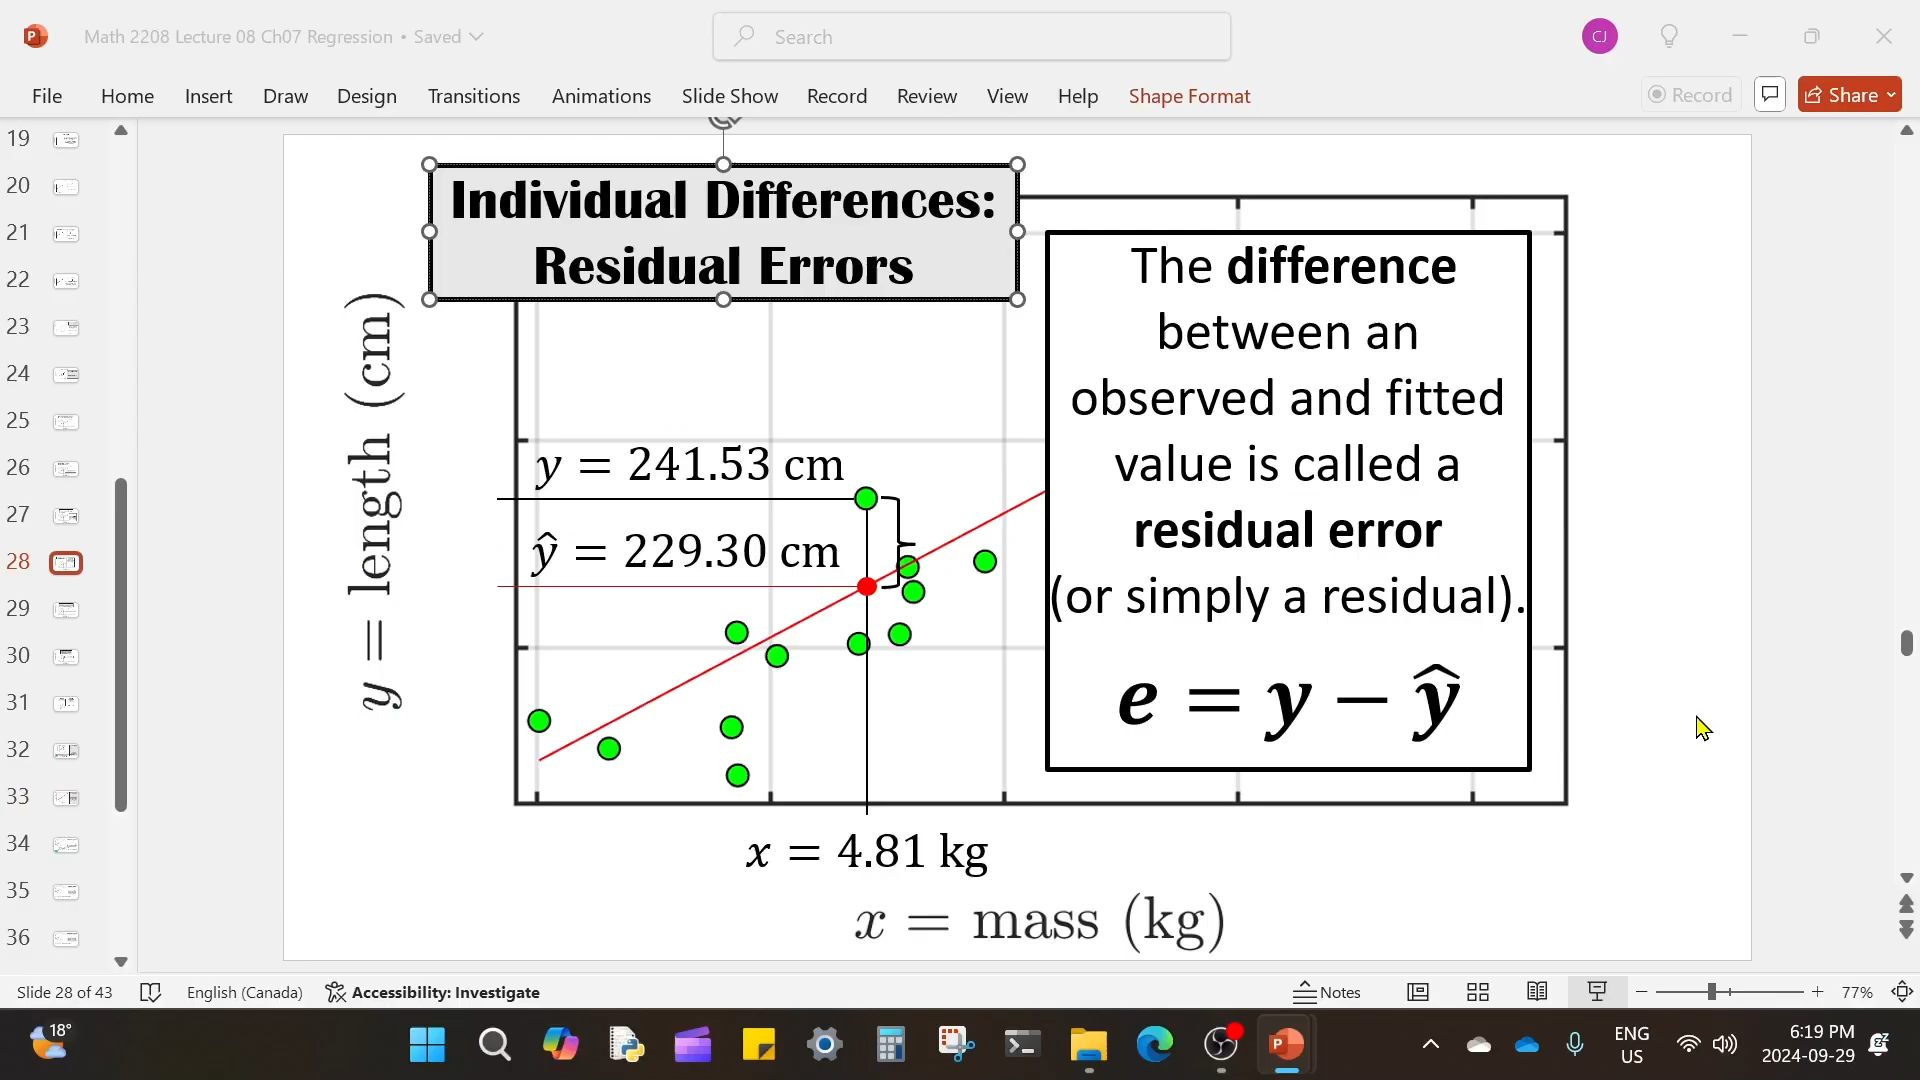 Math 2208 Lecture 08 Ch07 Regression • Saved
Search
CJ
File Home Insert Draw Design Transitions Animations Slide Show Record Review View Help Shape Format
Record
Share
19
20
21
22
23
24
25
26
27
28
29
30
31
32
33
34
35
36
Individual Differences:
Residual Errors
The difference
between an
observed and fitted
value is called a
residual error
(or simply a residual).
e = y − ŷ
y = length (cm)
y = 241.53 cm
ŷ = 229.30 cm
x = 4.81 kg
x = mass (kg)
Slide 28 of 43
English (Canada)
Accessibility: Investigate
Notes
77%
18°
ENG
US
6:19 PM
2024-09-29